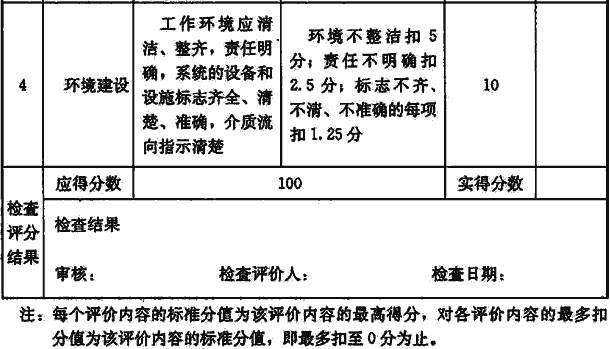 4
环境建设
工作环境应清
洁、整齐，责任明
确，系统的设备和
设施标志齐全、清
楚、准确，介质流
向指示清楚
环境不整洁扣 5
分；责任不明确扣
2.5 分；标志不齐、
不清、不准确的每项
扣 1.25 分
10
检查
评分
结果
应得分数
100
实得分数
检查结果
审核：
检查评价人：
检查日期：
注：每个评价内容的标准分值为该评价内容的最高得分，对各评价内容的最多扣
分值为该评价内容的标准分值，即最多扣至 0 分为止。